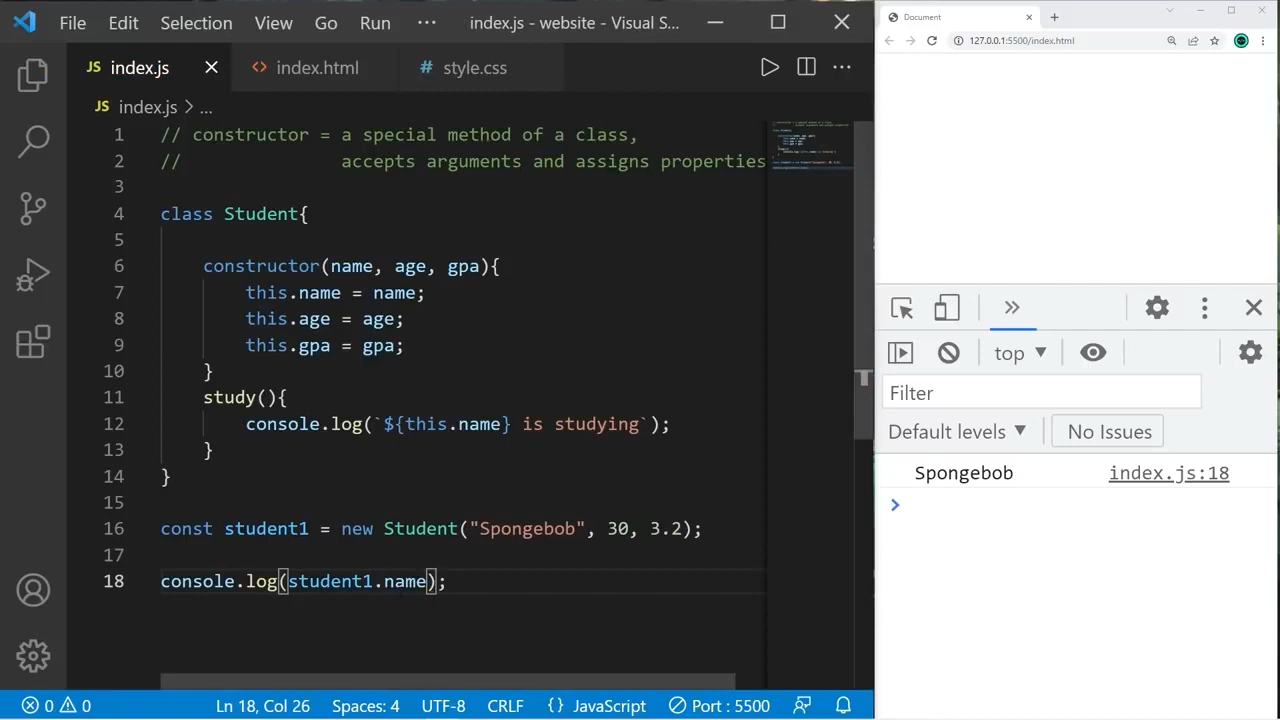 File Edit Selection View Go Run ··· index.js - website - Visual S...
JS index.js <> index.html # style.css
JS index.js > ...
1 // constructor = a special method of a class,
2 //               accepts arguments and assigns properties
3
4 class Student{
5
6     constructor(name, age, gpa){
7         this.name = name;
8         this.age = age;
9         this.gpa = gpa;
10     }
11     study(){
12         console.log(`${this.name} is studying`);
13     }
14 }
15
16 const student1 = new Student("Spongebob", 30, 3.2);
17
18 console.log(student1.name);
0 0 Ln 18, Col 26 Spaces: 4 UTF-8 CRLF {} JavaScript Port : 5500
Document
127.0.0.1:5500/index.html
top
Filter
Default levels No Issues
Spongebob index.js:18